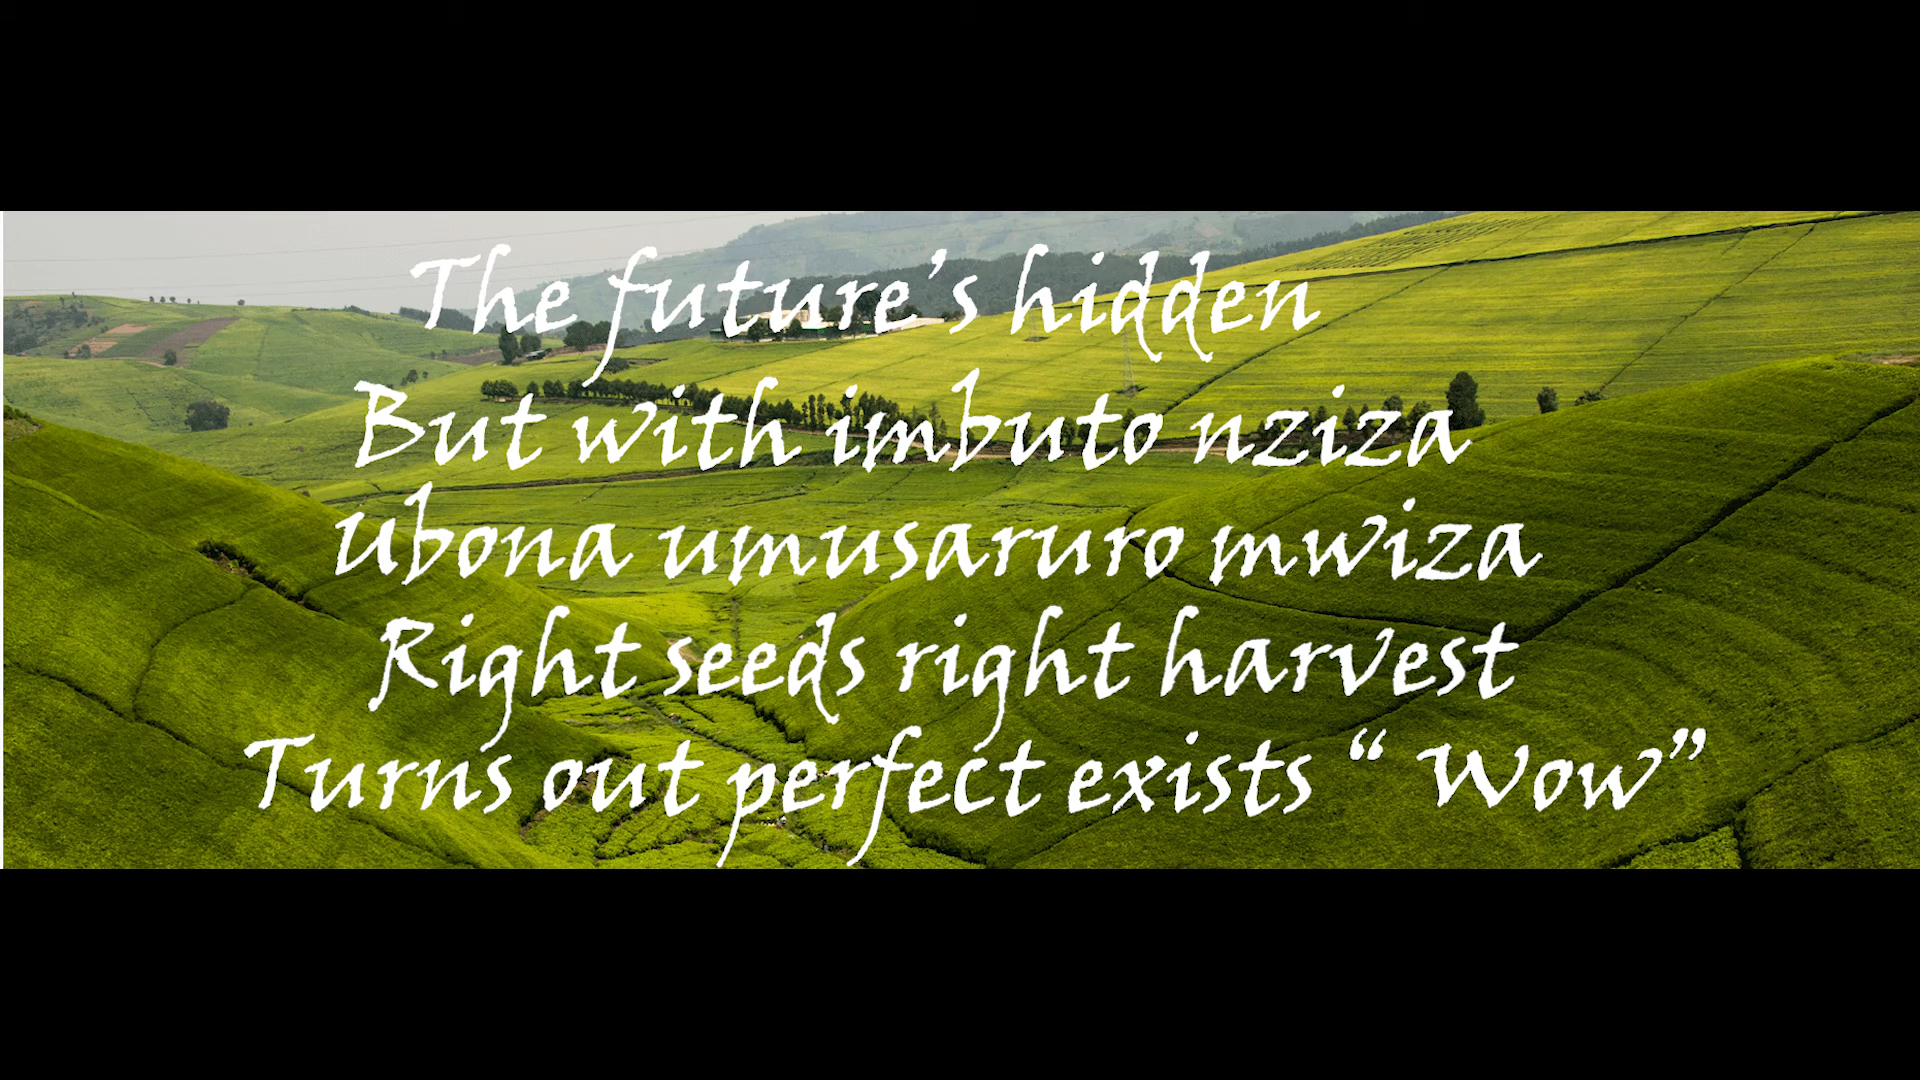 The future’s hidden
But with imbuto nziza
Ubona umusaruro mwiza
Right seeds right harvest
Turns out perfect exists “ Wow”